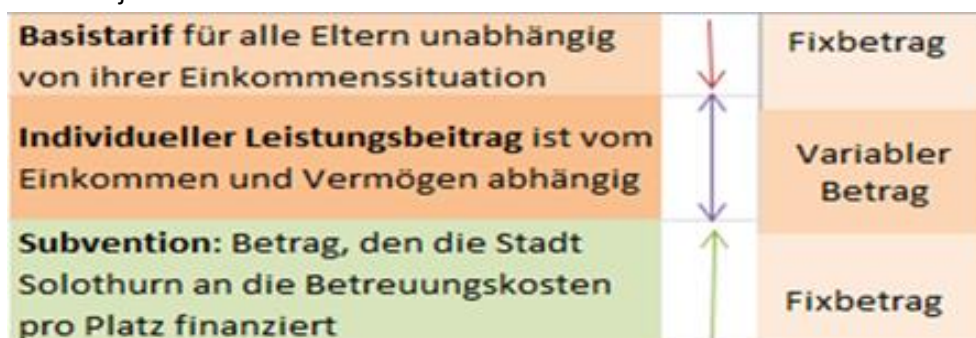 Basistarif für alle Eltern unabhängig
von ihrer Einkommenssituation
Fixbetrag
Individueller Leistungsbeitrag ist vom
Einkommen und Vermögen abhängig
Variabler
Betrag
Subvention: Betrag, den die Stadt
Solothurn an die Betreuungskosten
pro Platz finanziert
Fixbetrag